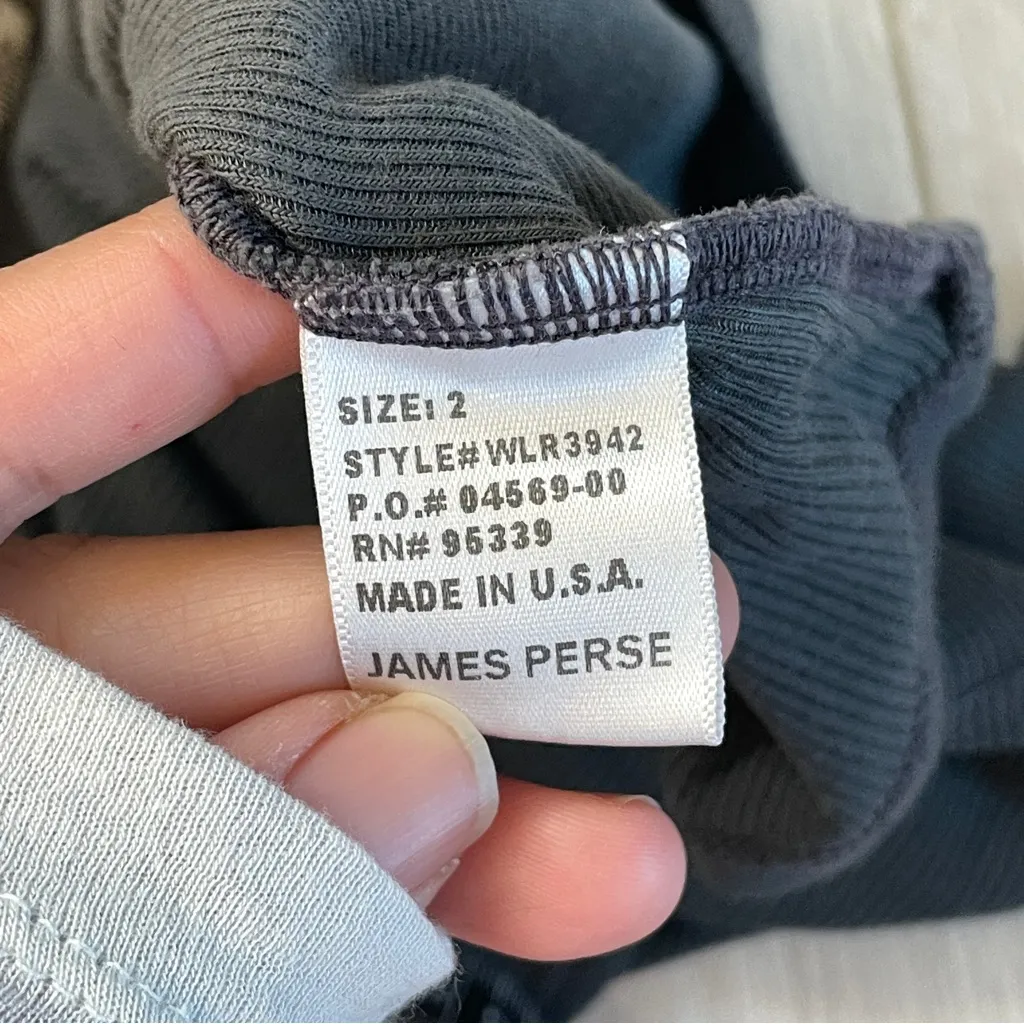 SIZE: 2
STYLE# WLR3942
P.O.# 04569-00
RN# 95339
MADE IN U.S.A.
JAMES PERSE